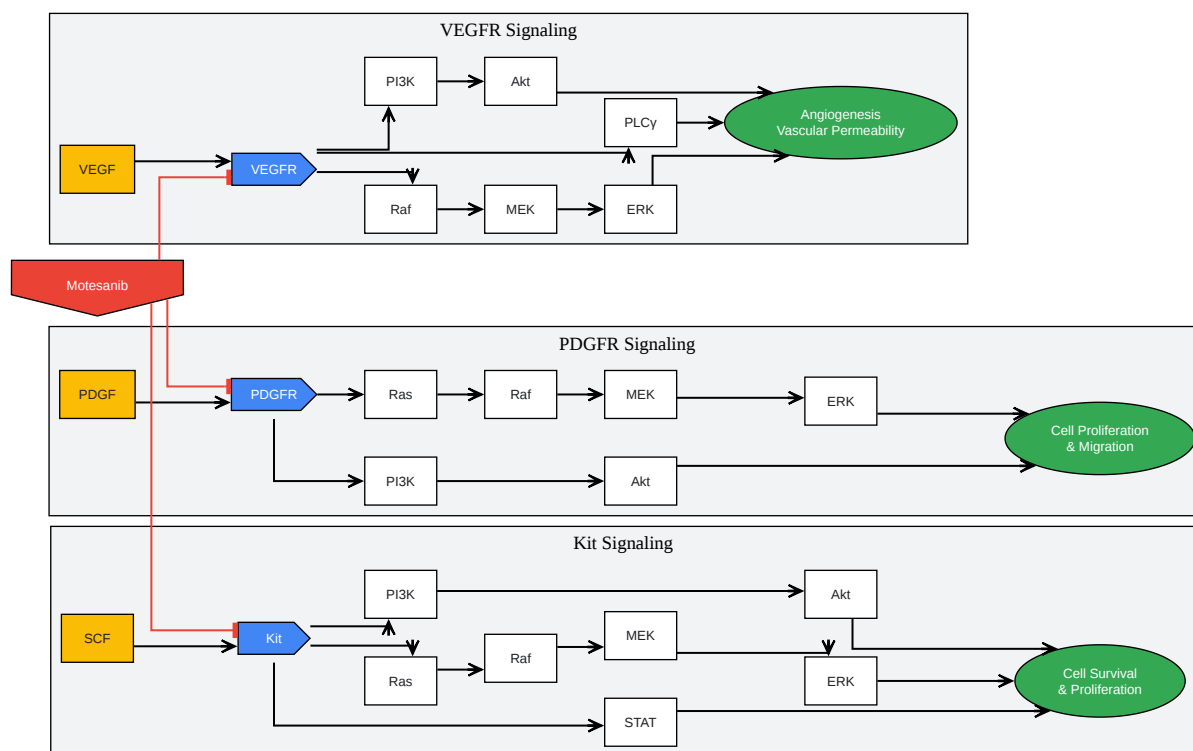 VEGFR Signaling
PI3K
Akt
PLCγ
Angiogenesis
Vascular Permeability
VEGF
VEGFR
Raf
MEK
ERK
Motesanib
PDGFR Signaling
PDGF
PDGFR
Ras
Raf
MEK
ERK
Cell Proliferation
& Migration
PI3K
Akt
Kit Signaling
PI3K
Akt
SCF
Kit
Ras
Raf
MEK
ERK
Cell Survival
& Proliferation
STAT